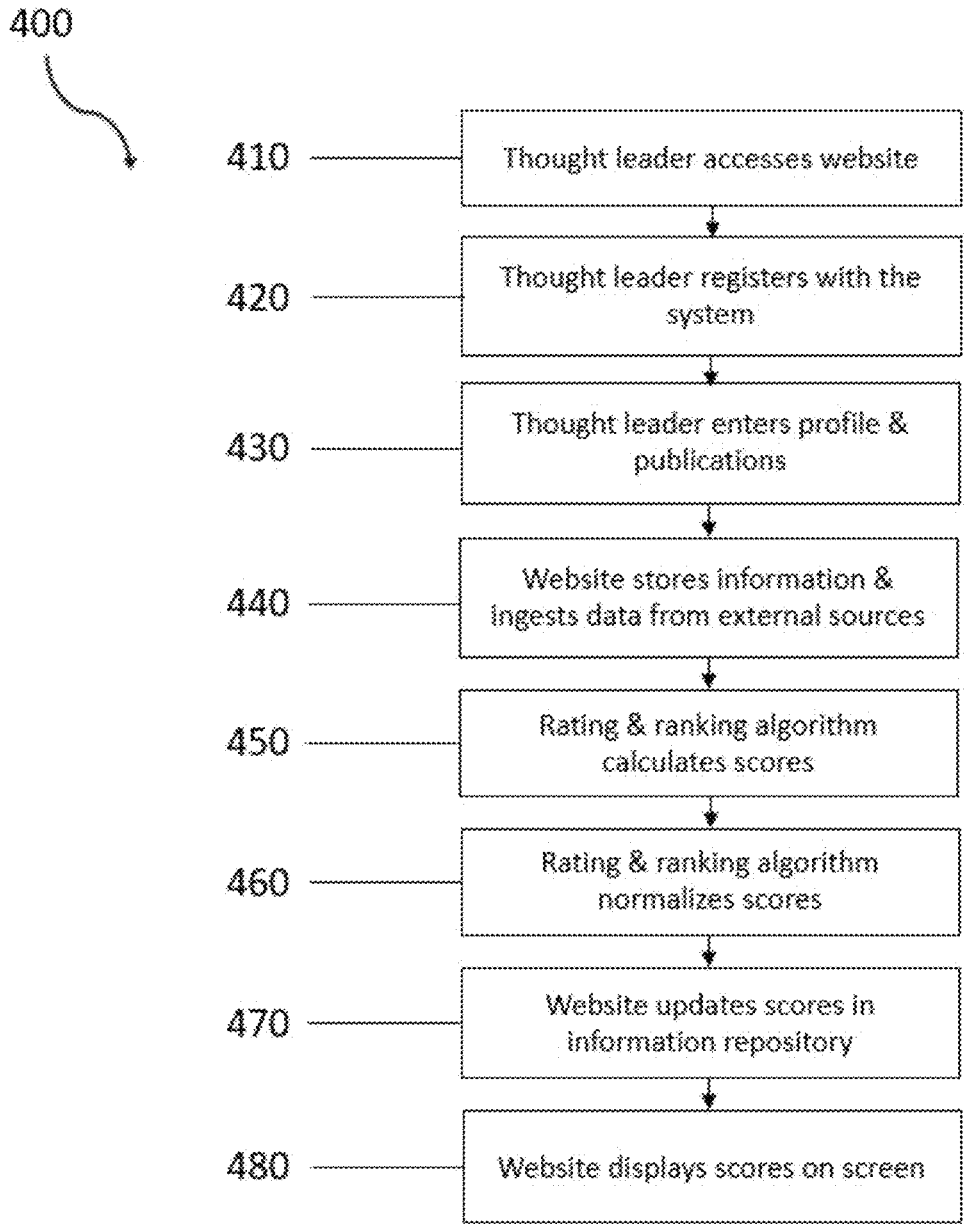 400
410
Thought leader accesses website
420
Thought leader registers with the
system
430
Thought leader enters profile &
publications
440
Website stores information &
ingests data from external sources
450
Rating & ranking algorithm
calculates scores
460
Rating & ranking algorithm
normalizes scores
470
Website updates scores in
information repository
480
Website displays scores on screen